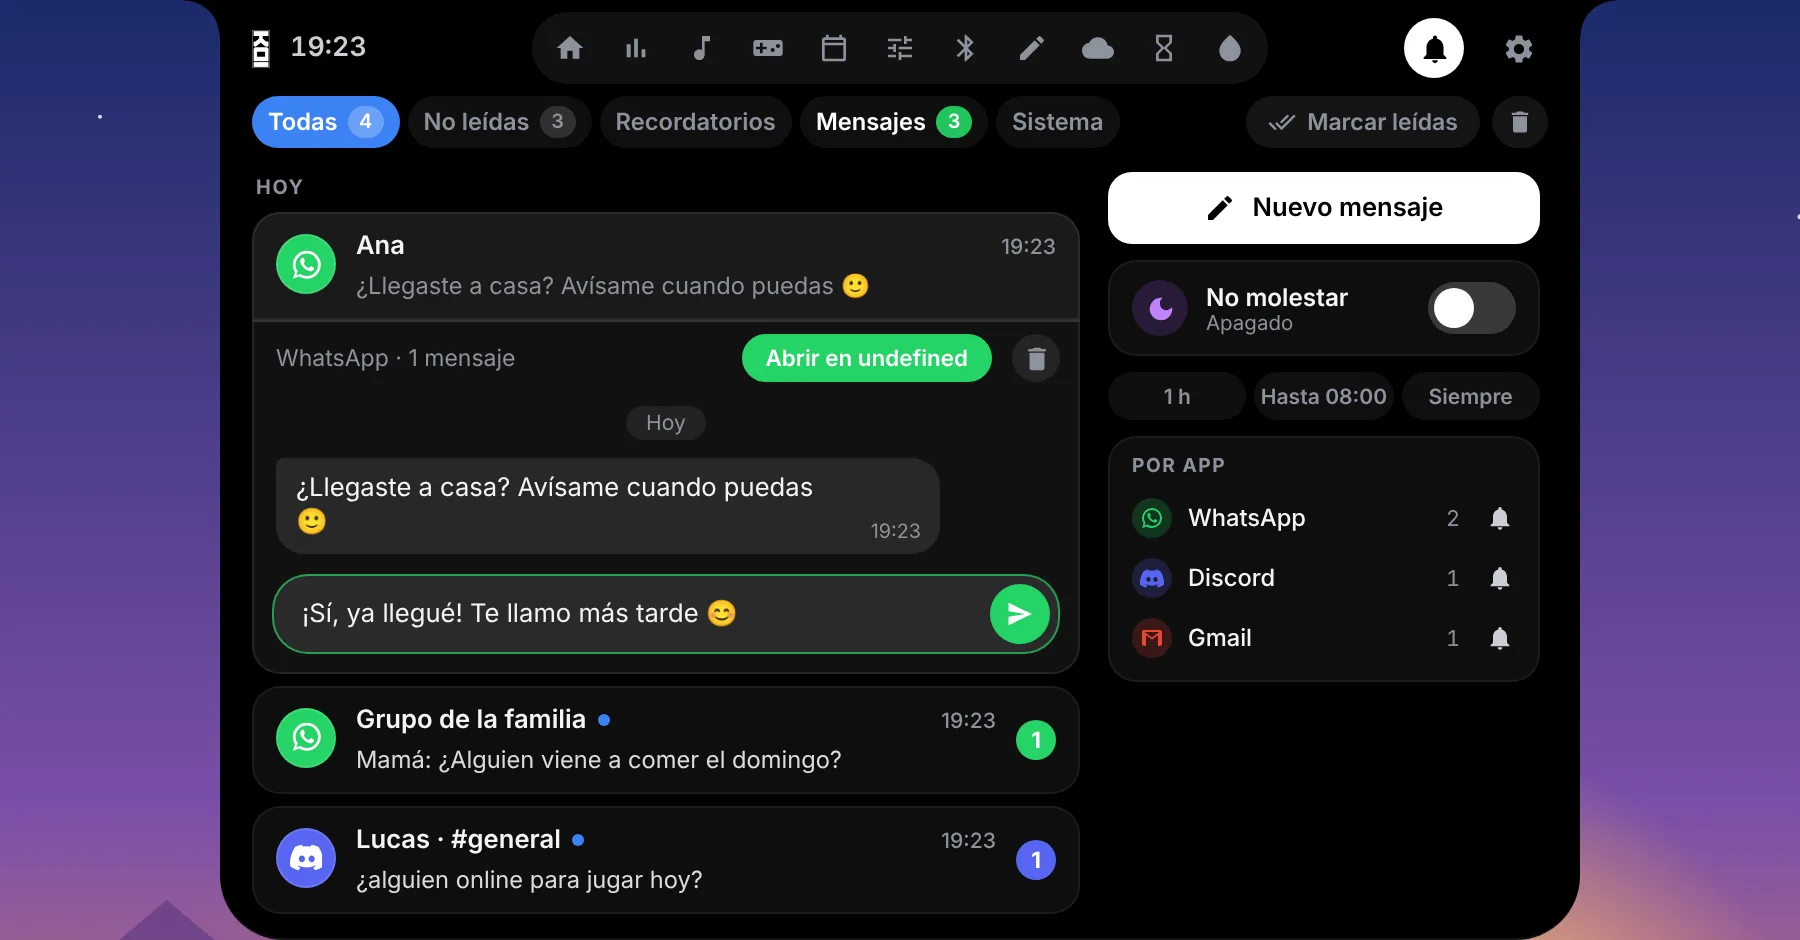 KOI
19:23
Todas 4
No leídas 3
Recordatorios
Mensajes 3
Sistema
Marcar leídas
HOY
Ana
19:23
¿Llegaste a casa? Avísame cuando puedas 🙂
WhatsApp · 1 mensaje
Abrir en undefined
Hoy
¿Llegaste a casa? Avísame cuando puedas
🙂
19:23
¡Sí, ya llegué! Te llamo más tarde 😊
Grupo de la familia
19:23
Mamá: ¿Alguien viene a comer el domingo?
1
Lucas · #general
19:23
¿alguien online para jugar hoy?
1
Nuevo mensaje
No molestar
Apagado
1 h
Hasta 08:00
Siempre
POR APP
WhatsApp 2
Discord 1
Gmail 1